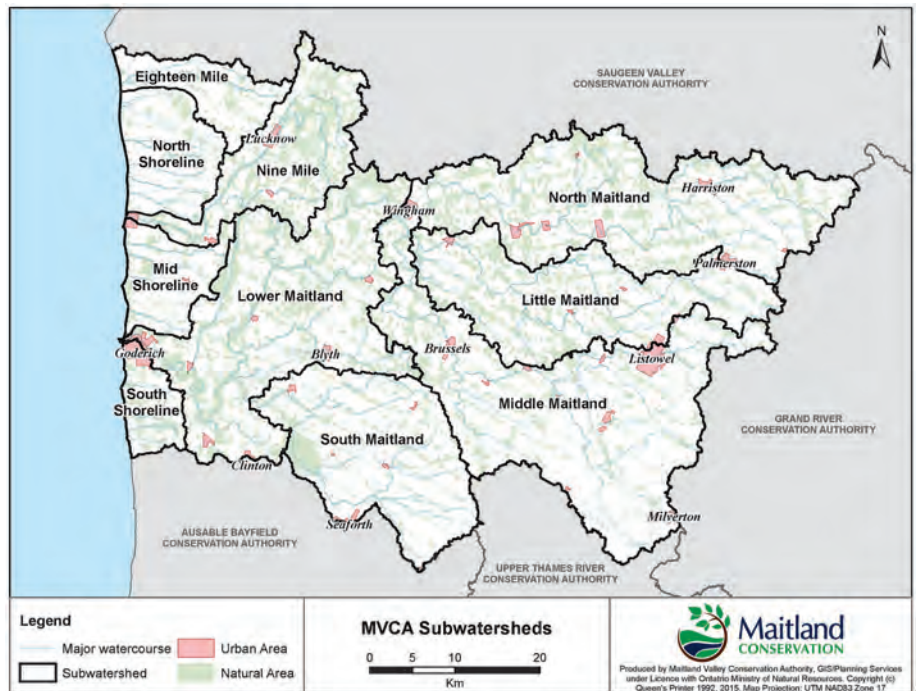 N
SAUGEEN VALLEY
CONSERVATION AUTHORITY
Eighteen Mile
North
Shoreline
Lucknow
Nine Mile
Wingham
North Maitland
Harriston
Palmerston
Mid
Shoreline
Lower Maitland
Little Maitland
Goderich
Blyth
Brussels
Listowel
South
Shoreline
Middle Maitland
South Maitland
GRAND RIVER
CONSERVATION AUTHORITY
Clinton
Seaforth
Milverton
AUSABLE BAYFIELD
CONSERVATION AUTHORITY
UPPER THAMES RIVER
CONSERVATION AUTHORITY
Legend
Major watercourse
Urban Area
Subwatershed
Natural Area
MVCA Subwatersheds
0 5 10 20
Km
Maitland
CONSERVATION
Produced by Maitland Valley Conservation Authority, GIS/Planning Services
under Licence with Ontatrio Ministry of Natural Resources. Copyright (c)
Queen's Printer 1992, 2015. Map Projection: UTM NAD83 Zone 17